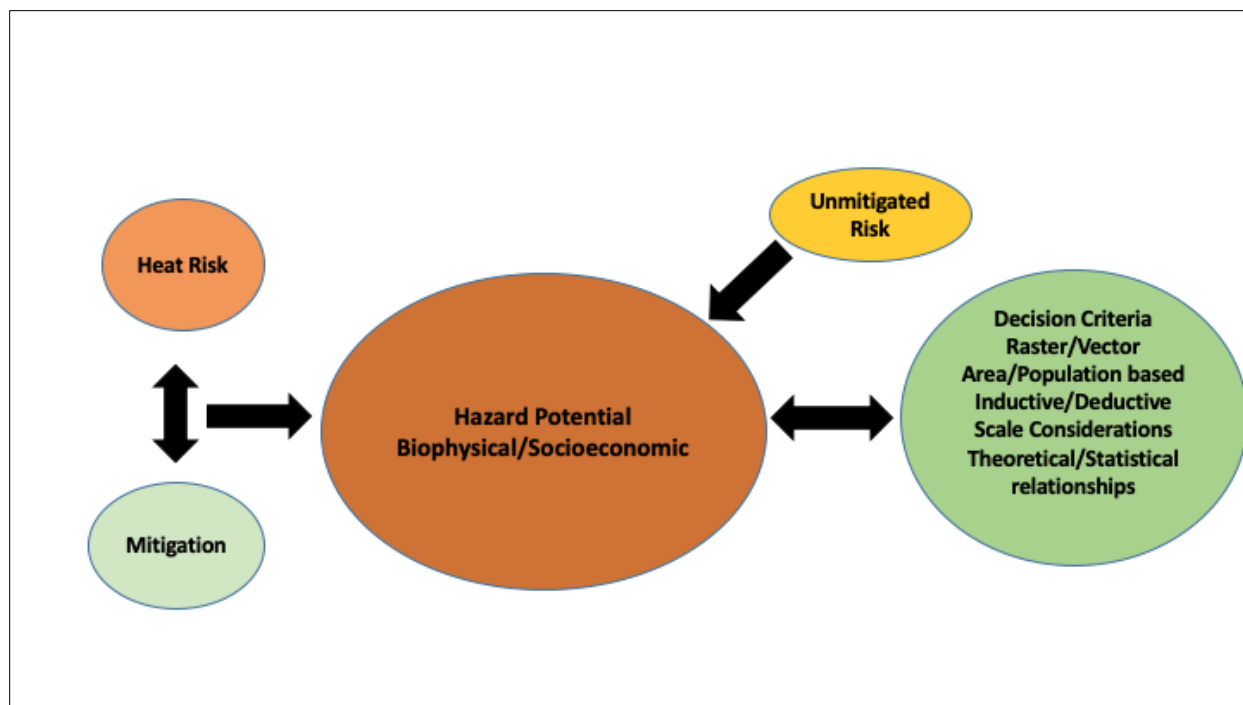 Unmitigated
Risk
Heat Risk
Decision Criteria
Raster/Vector
Area/Population based
Inductive/Deductive
Scale Considerations
Theoretical/Statistical
relationships
Hazard Potential
Biophysical/Socioeconomic
Mitigation